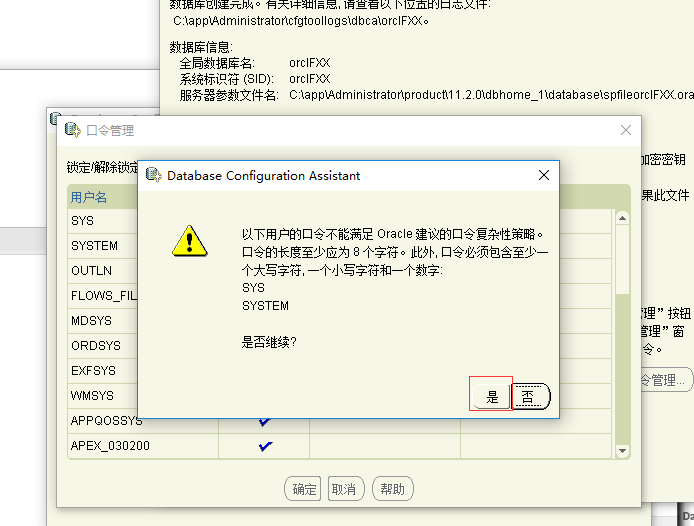 数据库创建完成。有关详细信息, 请查看以下位置的日志文件:
C:\app\Administrator\cfgtoollogs\dbca\orclFXX。
数据库信息:
全局数据库名: orclFXX
系统标识符 (SID): orclFXX
服务器参数文件名: C:\app\Administrator\product\11.2.0\dbhome_1\database\spfileorclFXX.ora
口令管理
加密密钥
锁定/解除锁定
果此文件
Database Configuration Assistant
用户名
SYS
SYSTEM
OUTLN
FLOWS_FIL
MDSYS
ORDSYS
EXFSYS
WMSYS
APPQOSSYS
APEX_030200
以下用户的口令不能满足 Oracle 建议的口令复杂性策略。
口令的长度至少应为 8 个字符。此外, 口令必须包含至少一
个大写字符, 一个小写字符和一个数字:
SYS
SYSTEM
是否继续?
是
否
管理” 按钮
管理” 窗
令。
令管理...
确定
取消
帮助
Da